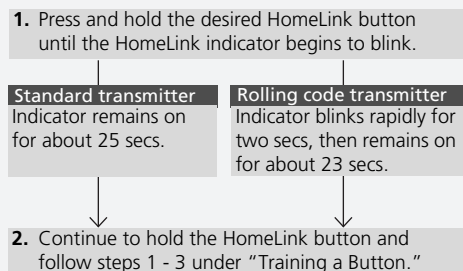 1. Press and hold the desired HomeLink button
until the HomeLink indicator begins to blink.
Standard transmitter
Indicator remains on
for about 25 secs.
Rolling code transmitter
Indicator blinks rapidly for
two secs, then remains on
for about 23 secs.
2. Continue to hold the HomeLink button and
follow steps 1 - 3 under “Training a Button.”